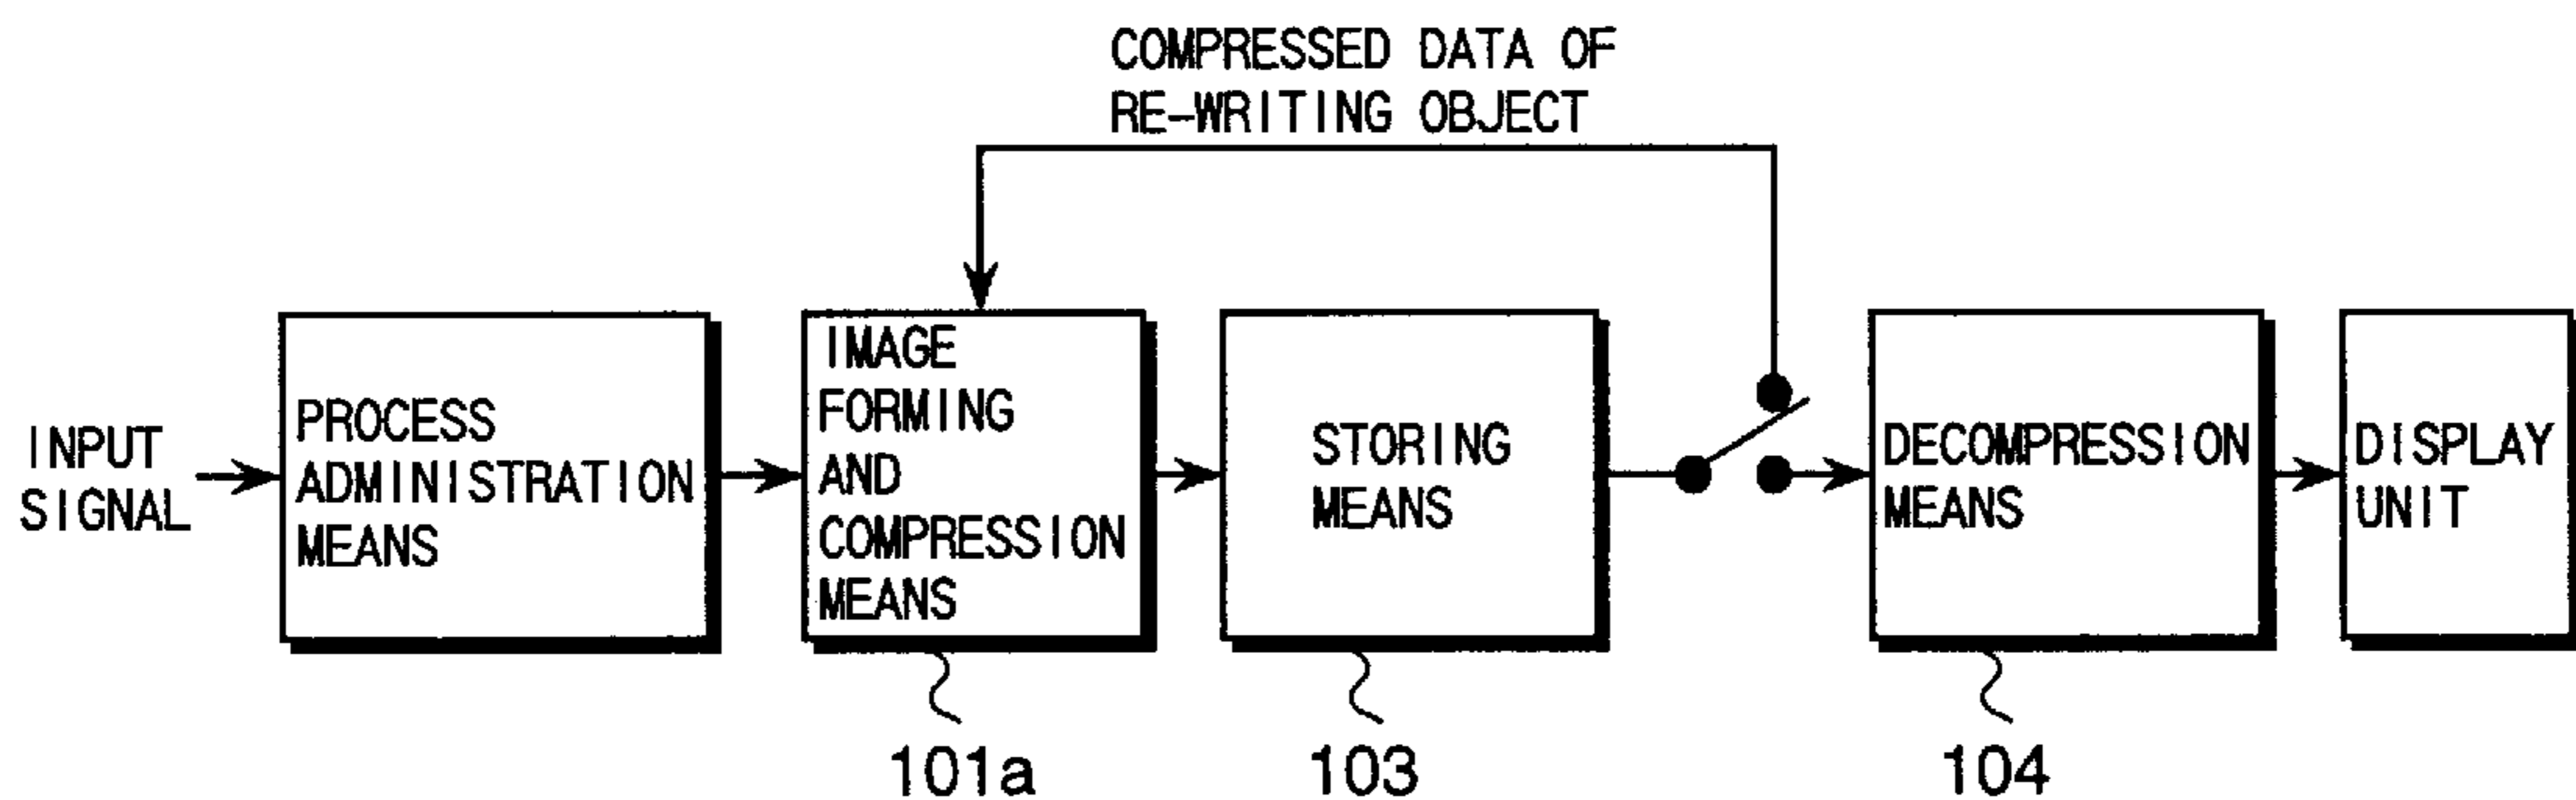 COMPRESSED DATA OF
RE-WRITING OBJECT
INPUT
SIGNAL
PROCESS
ADMINISTRATION
MEANS
IMAGE
FORMING
AND
COMPRESSION
MEANS
STORING
MEANS
DECOMPRESSION
MEANS
DISPLAY
UNIT
101a
103
104